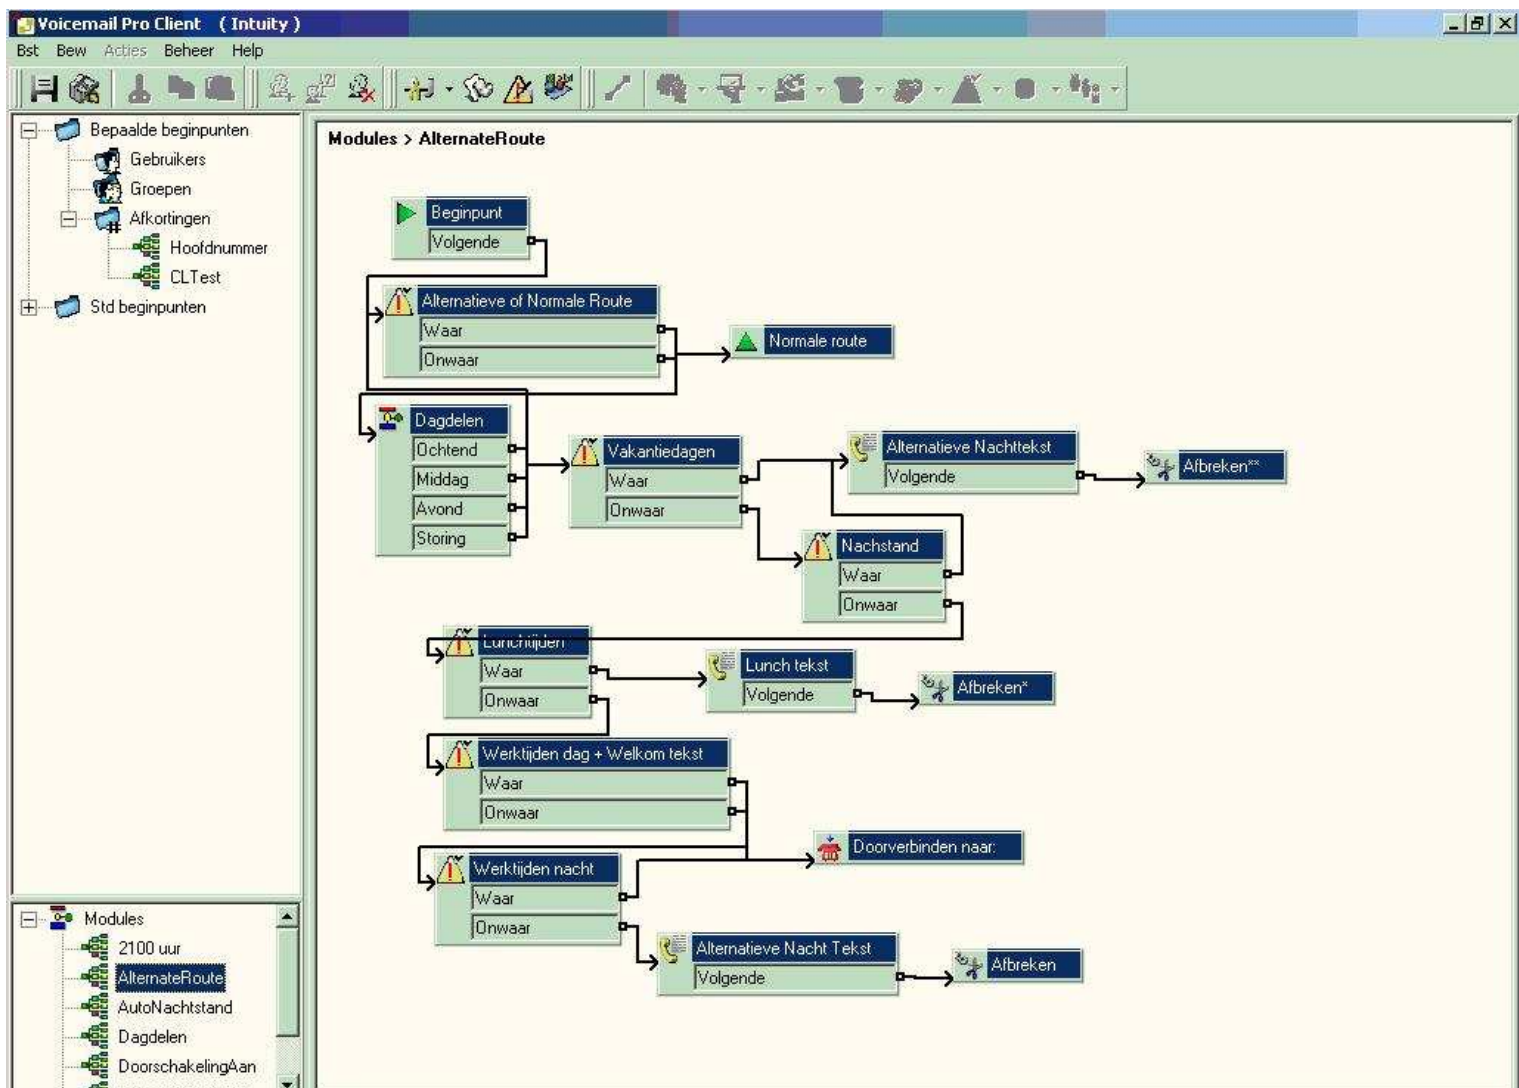 Voicemail Pro Client ( Intuity )
Bst Bew Acties Beheer Help
Bepaalde beginpunten
Gebruikers
Groepen
Afkortingen
Hoofdnummer
CLTest
Std beginpunten
Modules
2100 uur
AlternateRoute
AutoNachtstand
Dagdelen
DoorschakelingAan
Modules > AlternateRoute
Beginpunt
Volgende
Alternatieve of Normale Route
Waar
Onwaar
Normale route
Dagdelen
Ochtend
Middag
Avond
Storing
Vakantiedagen
Waar
Onwaar
Alternatieve Nachttekst
Volgende
Afbreken**
Nachstand
Waar
Onwaar
Lunchtijden
Waar
Onwaar
Lunch tekst
Volgende
Afbreken*
Werktijden dag + Welkom tekst
Waar
Onwaar
Doorverbinden naar:
Werktijden nacht
Waar
Onwaar
Alternatieve Nacht Tekst
Volgende
Afbreken